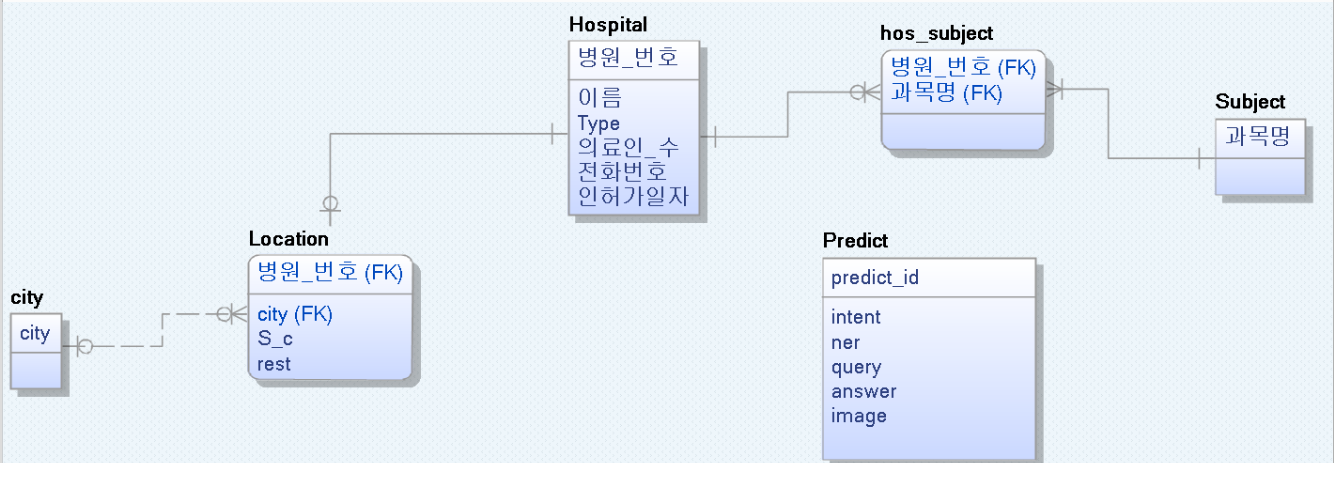 Hospital
병원_번호
이름
Type
의료인_수
전화번호
인허가일자
hos_subject
병원_번호 (FK)
과목명 (FK)
Subject
과목명
Location
병원_번호 (FK)
city (FK)
S_c
rest
city
city
Predict
predict_id
intent
ner
query
answer
image